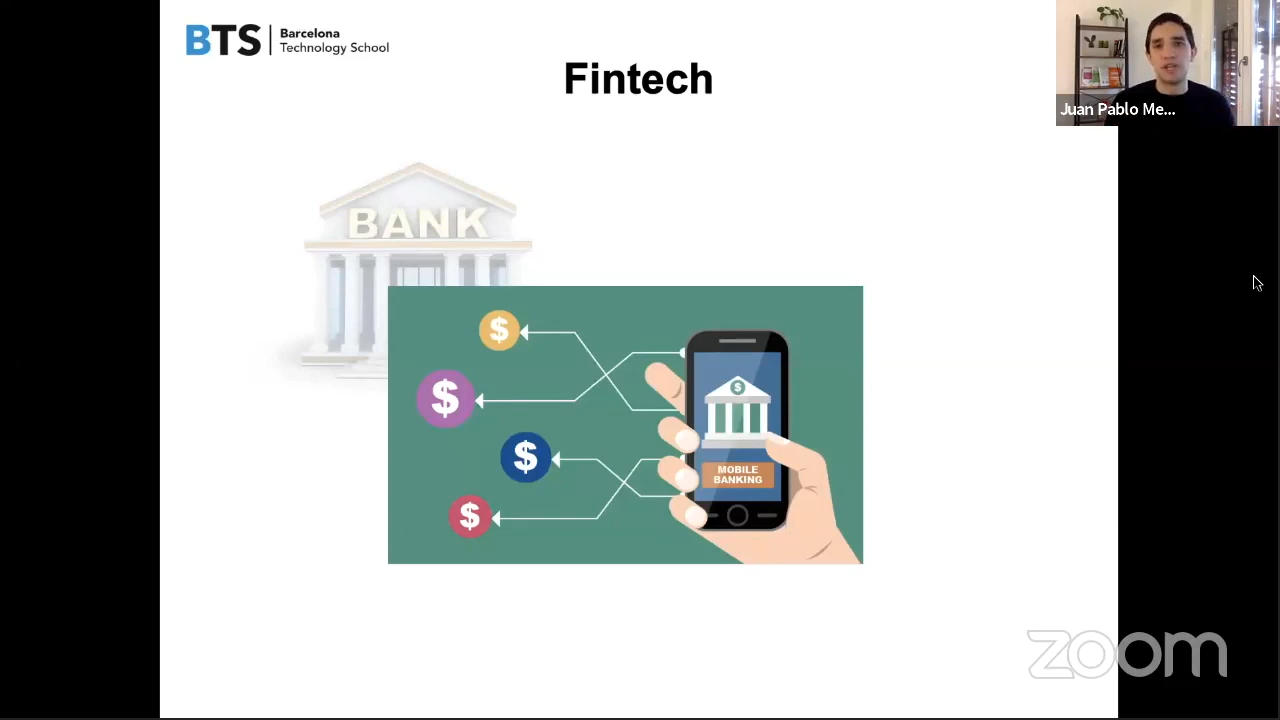 BTS
Barcelona
Technology School
Fintech
Juan Pablo Me...
BANK
$
$
$
$
$
MOBILE
BANKING
zoom